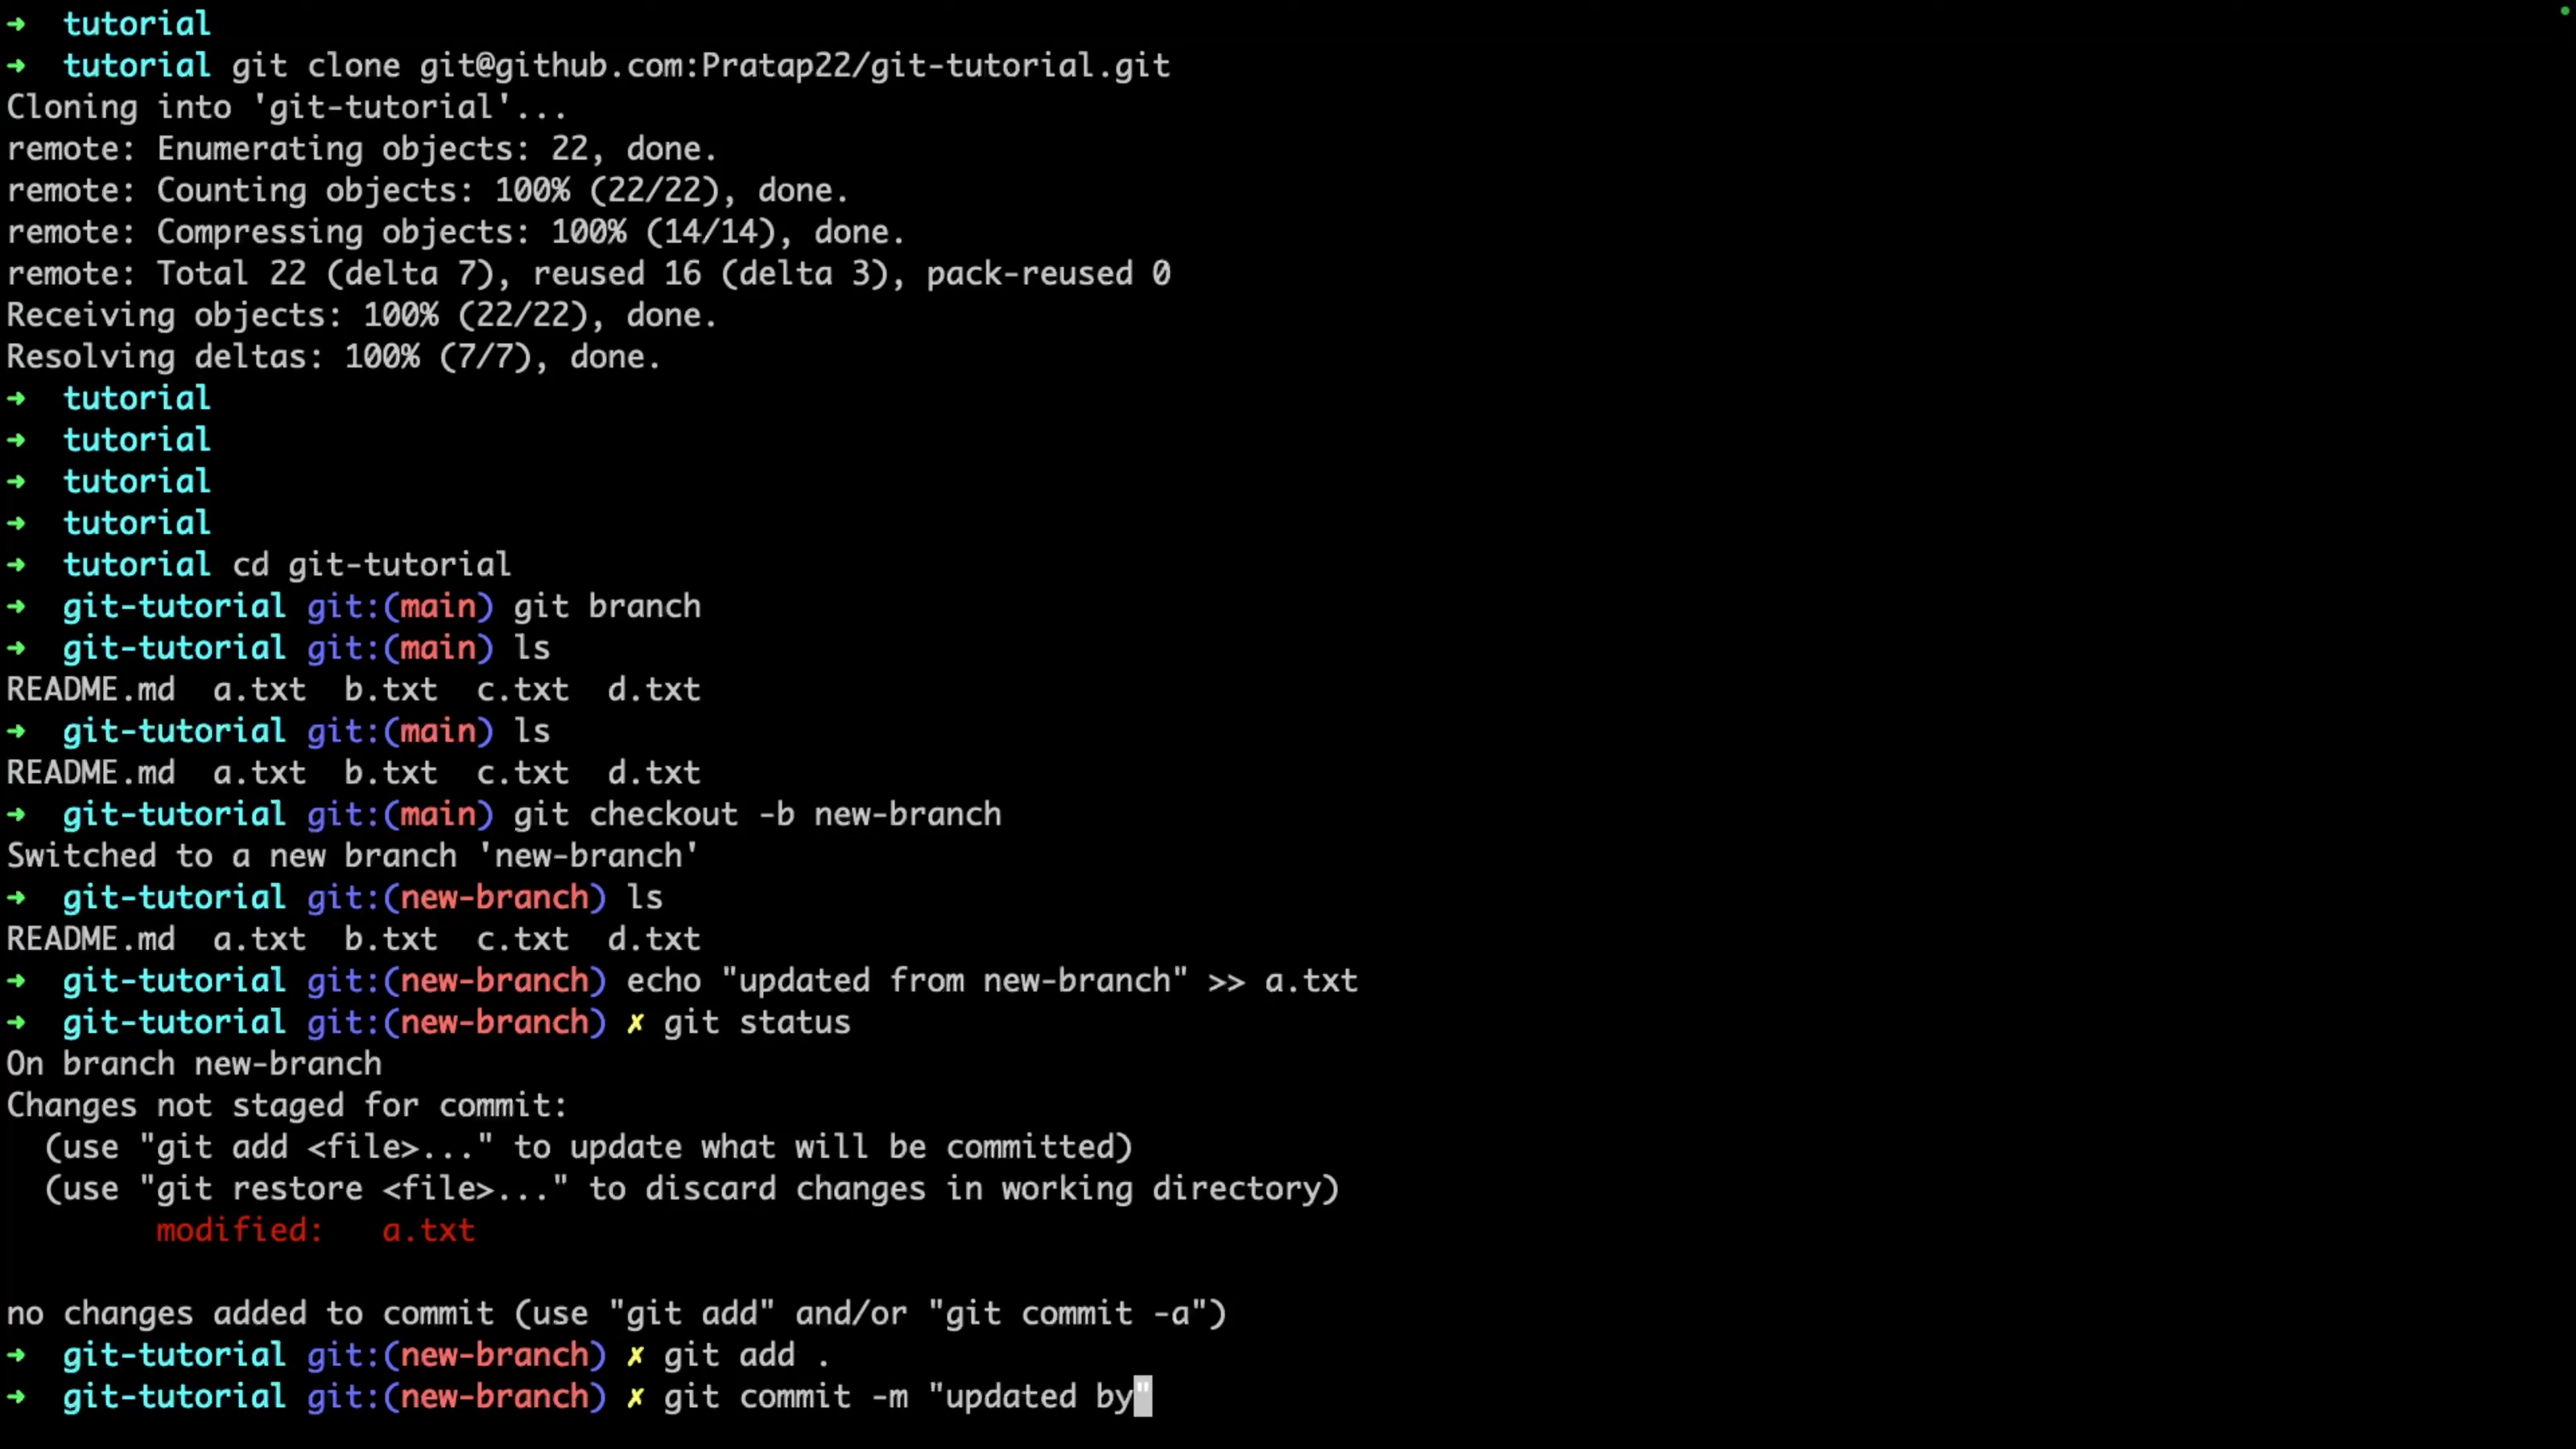 ➜ tutorial
➜ tutorial git clone git@github.com:Pratap22/git-tutorial.git
Cloning into 'git-tutorial'...
remote: Enumerating objects: 22, done.
remote: Counting objects: 100% (22/22), done.
remote: Compressing objects: 100% (14/14), done.
remote: Total 22 (delta 7), reused 16 (delta 3), pack-reused 0
Receiving objects: 100% (22/22), done.
Resolving deltas: 100% (7/7), done.
➜ tutorial
➜ tutorial
➜ tutorial
➜ tutorial
➜ tutorial cd git-tutorial
➜ git-tutorial git:(main) git branch
➜ git-tutorial git:(main) ls
README.md a.txt b.txt c.txt d.txt
➜ git-tutorial git:(main) ls
README.md a.txt b.txt c.txt d.txt
➜ git-tutorial git:(main) git checkout -b new-branch
Switched to a new branch 'new-branch'
➜ git-tutorial git:(new-branch) ls
README.md a.txt b.txt c.txt d.txt
➜ git-tutorial git:(new-branch) echo "updated from new-branch" >> a.txt
➜ git-tutorial git:(new-branch) ✗ git status
On branch new-branch
Changes not staged for commit:
(use "git add <file>..." to update what will be committed)
(use "git restore <file>..." to discard changes in working directory)
modified: a.txt
no changes added to commit (use "git add" and/or "git commit -a")
➜ git-tutorial git:(new-branch) ✗ git add .
➜ git-tutorial git:(new-branch) ✗ git commit -m "updated by"